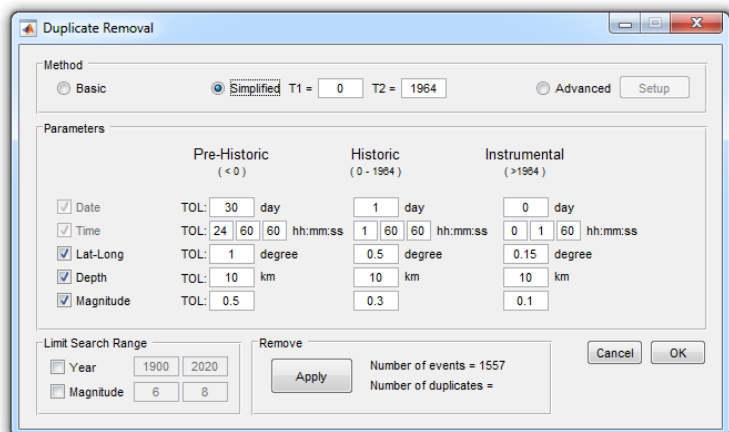 Duplicate Removal
Method
Basic Simplified T1 = 0 T2 = 1964 Advanced Setup
Parameters
Pre-Historic Historic Instrumental
( < 0 ) ( 0 - 1964 ) ( >1964 )
Date TOL: 30 day 1 day 0 day
Time TOL: 24 60 60 hh:mm:ss 1 60 60 hh:mm:ss 0 1 60 hh:mm:ss
Lat-Long TOL: 1 degree 0.5 degree 0.15 degree
Depth TOL: 10 km 10 km 10 km
Magnitude TOL: 0.5 0.3 0.1
Limit Search Range
Year 1900 2020
Magnitude 6 8
Remove
Apply
Number of events = 1557
Number of duplicates =
Cancel OK